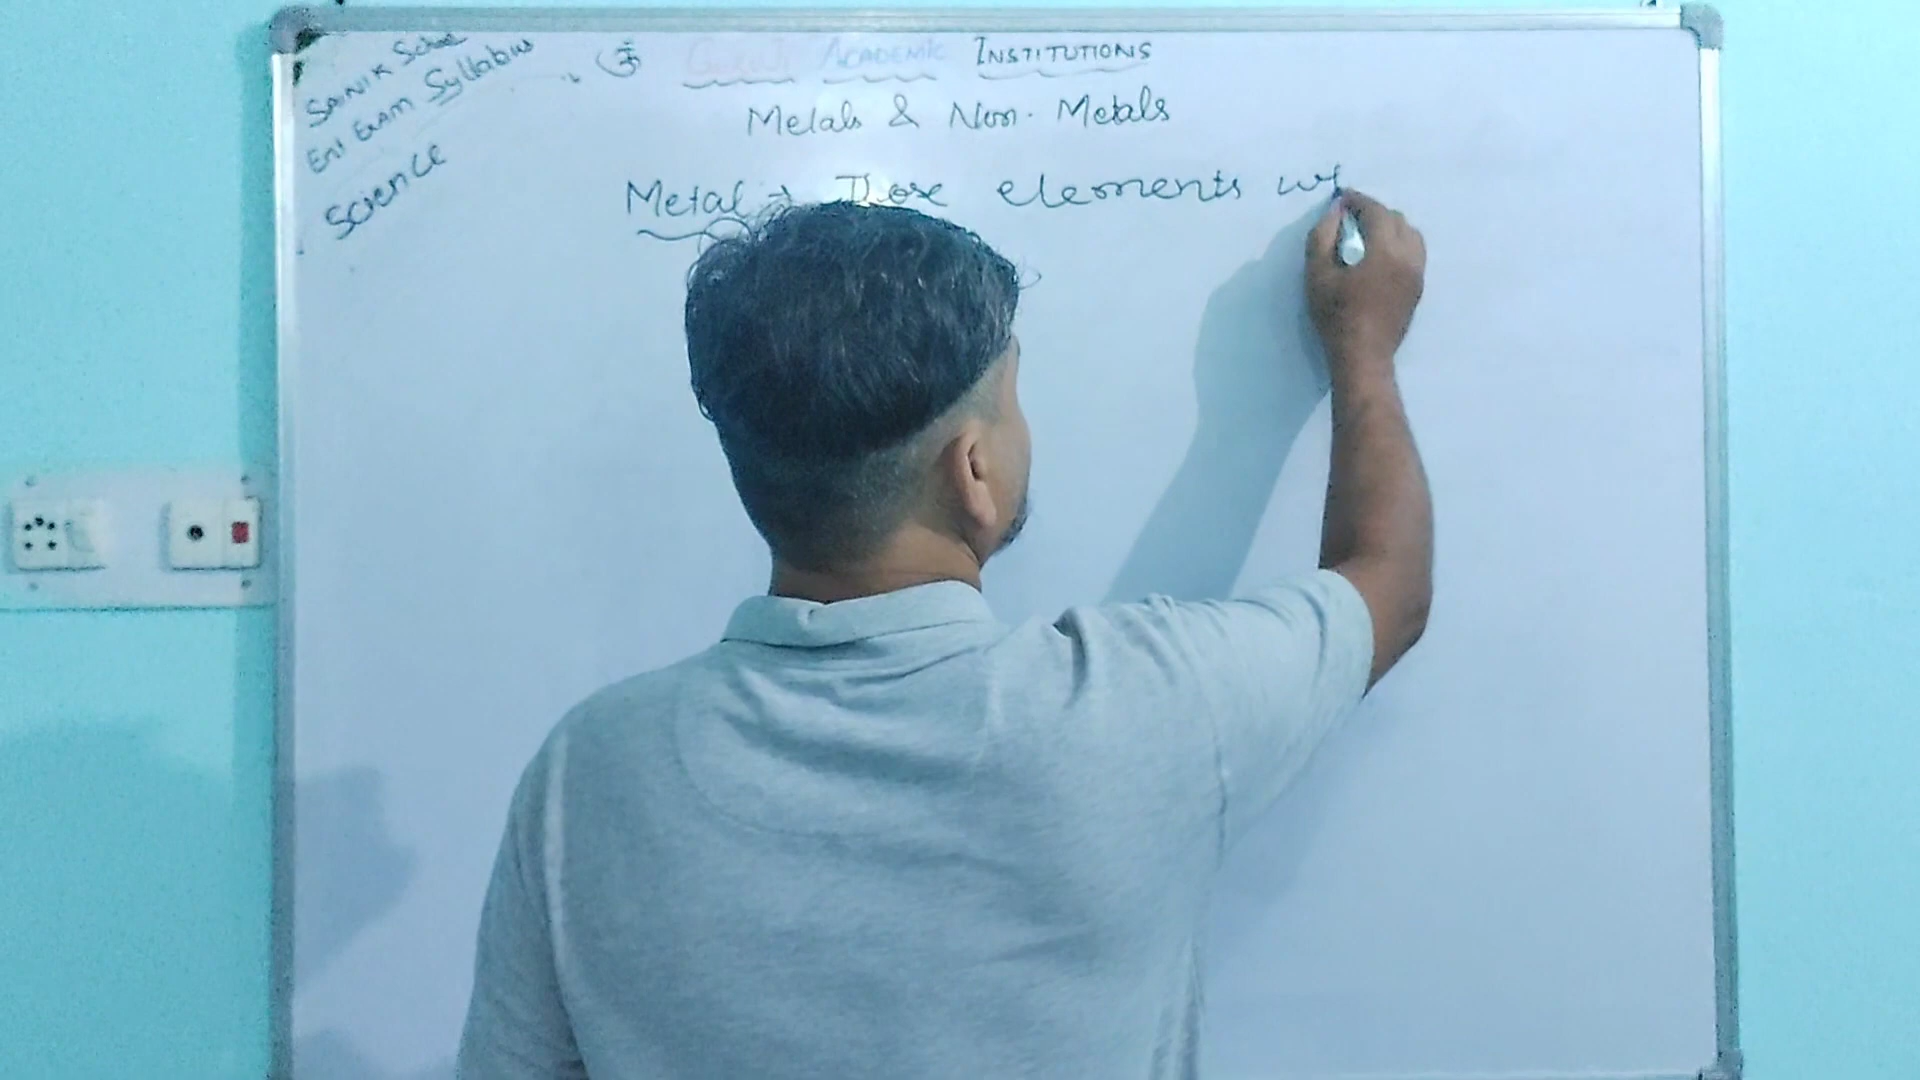 SAINIK School
Ent Exam Syllabus
Science
ॐ ACADEMIC INSTITUTIONS
Metals & Non-Metals
Metal → Those elements